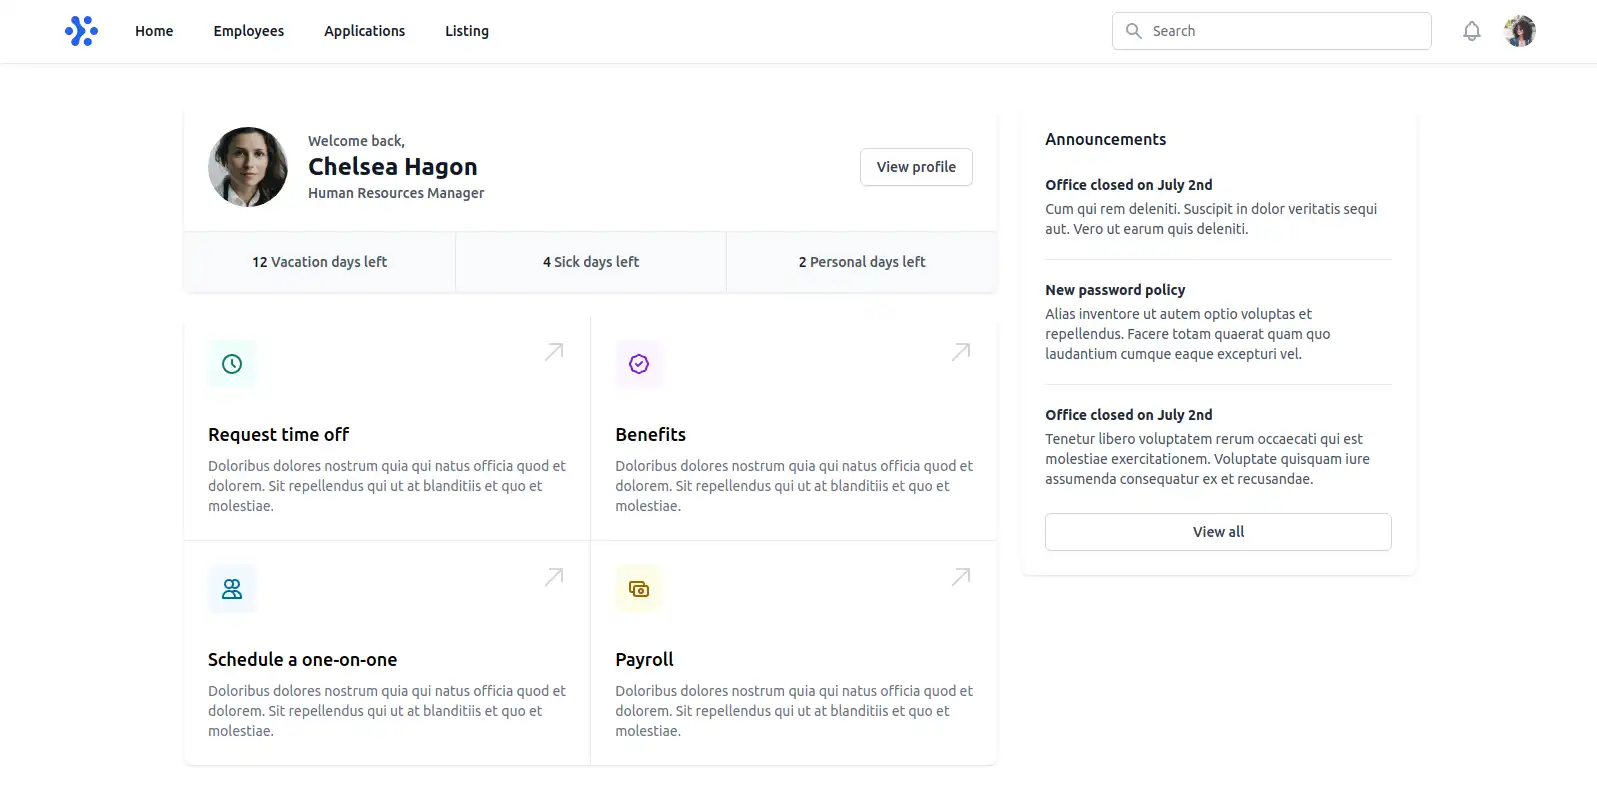 Home
Employees
Applications
Listing
Search
Welcome back,
Chelsea Hagon
Human Resources Manager
View profile
12 Vacation days left
4 Sick days left
2 Personal days left
Request time off
Doloribus dolores nostrum quia qui natus officia quod et
dolorem. Sit repellendus qui ut at blanditiis et quo et
molestiae.
Benefits
Doloribus dolores nostrum quia qui natus officia quod et
dolorem. Sit repellendus qui ut at blanditiis et quo et
molestiae.
Schedule a one-on-one
Doloribus dolores nostrum quia qui natus officia quod et
dolorem. Sit repellendus qui ut at blanditiis et quo et
molestiae.
Payroll
Doloribus dolores nostrum quia qui natus officia quod et
dolorem. Sit repellendus qui ut at blanditiis et quo et
molestiae.
Announcements
Office closed on July 2nd
Cum qui rem deleniti. Suscipit in dolor veritatis sequi
aut. Vero ut earum quis deleniti.
New password policy
Alias inventore ut autem optio voluptas et
repellendus. Facere totam quaerat quam quo
laudantium cumque eaque excepturi vel.
Office closed on July 2nd
Tenetur libero voluptatem rerum occaecati qui est
molestiae exercitationem. Voluptate quisquam iure
assumenda consequatur ex et recusandae.
View all